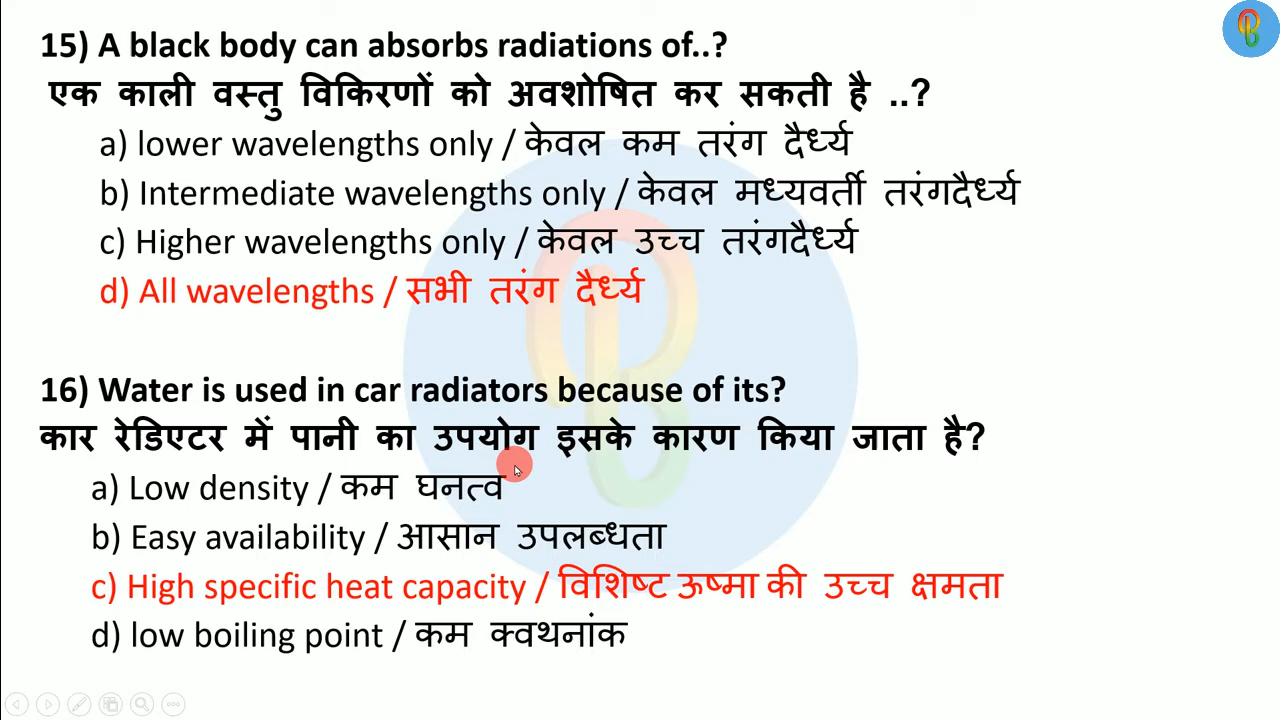 15) A black body can absorbs radiations of..?
एक काली वस्तु विकिरणों को अवशोषित कर सकती है ..?
a) lower wavelengths only / केवल कम तरंग दैर्ध्य
b) Intermediate wavelengths only / केवल मध्यवर्ती तरंगदैर्ध्य
c) Higher wavelengths only / केवल उच्च तरंगदैर्ध्य
d) All wavelengths / सभी तरंग दैर्ध्य
16) Water is used in car radiators because of its?
कार रेडिएटर में पानी का उपयोग इसके कारण किया जाता है?
a) Low density / कम घनत्व
b) Easy availability / आसान उपलब्धता
c) High specific heat capacity / विशिष्ट ऊष्मा की उच्च क्षमता
d) low boiling point / कम क्वथनांक